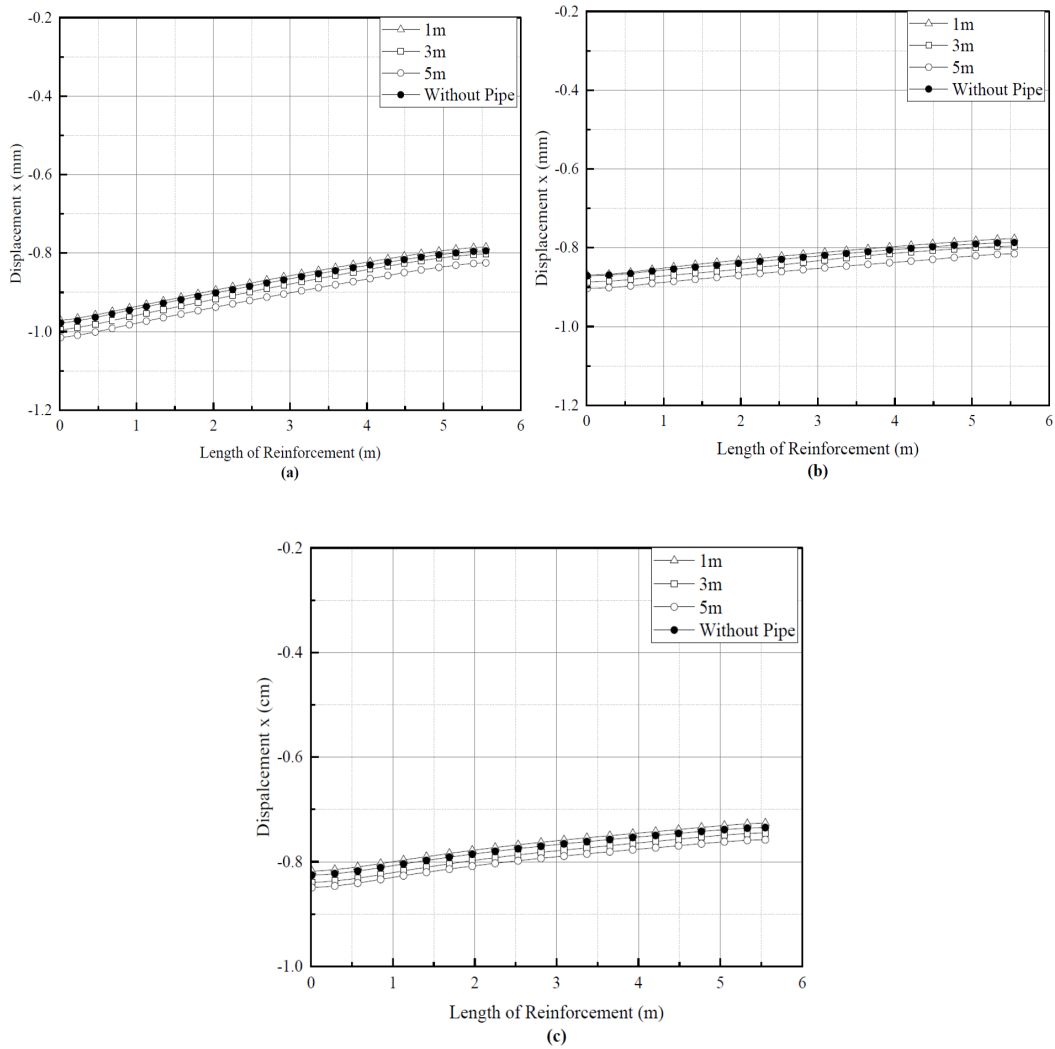 -0.2
-0.4
-0.6
-0.8
-1.0
-1.2
Displacement x (mm)
1m
3m
5m
Without Pipe
0 1 2 3 4 5 6
Length of Reinforcement (m)
(a)
-0.2
-0.4
-0.6
-0.8
-1.0
-1.2
Displacement x (mm)
1m
3m
5m
Without Pipe
0 1 2 3 4 5 6
Length of Reinforcement (m)
(b)
-0.2
-0.4
-0.6
-0.8
-1.0
Dispalcement x (cm)
1m
3m
5m
Without Pipe
0 1 2 3 4 5 6
Length of Reinforcement (m)
(c)